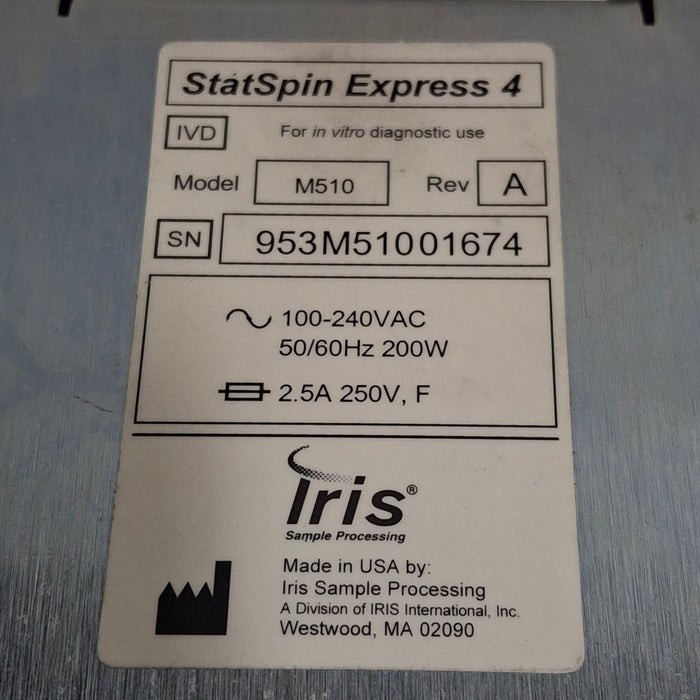 StatSpin Express 4
IVD For in vitro diagnostic use
Model M510 Rev A
SN 953M51001674
100-240VAC
50/60Hz 200W
2.5A 250V, F
Iris®
Sample Processing
Made in USA by:
Iris Sample Processing
A Division of IRIS International, Inc.
Westwood, MA 02090